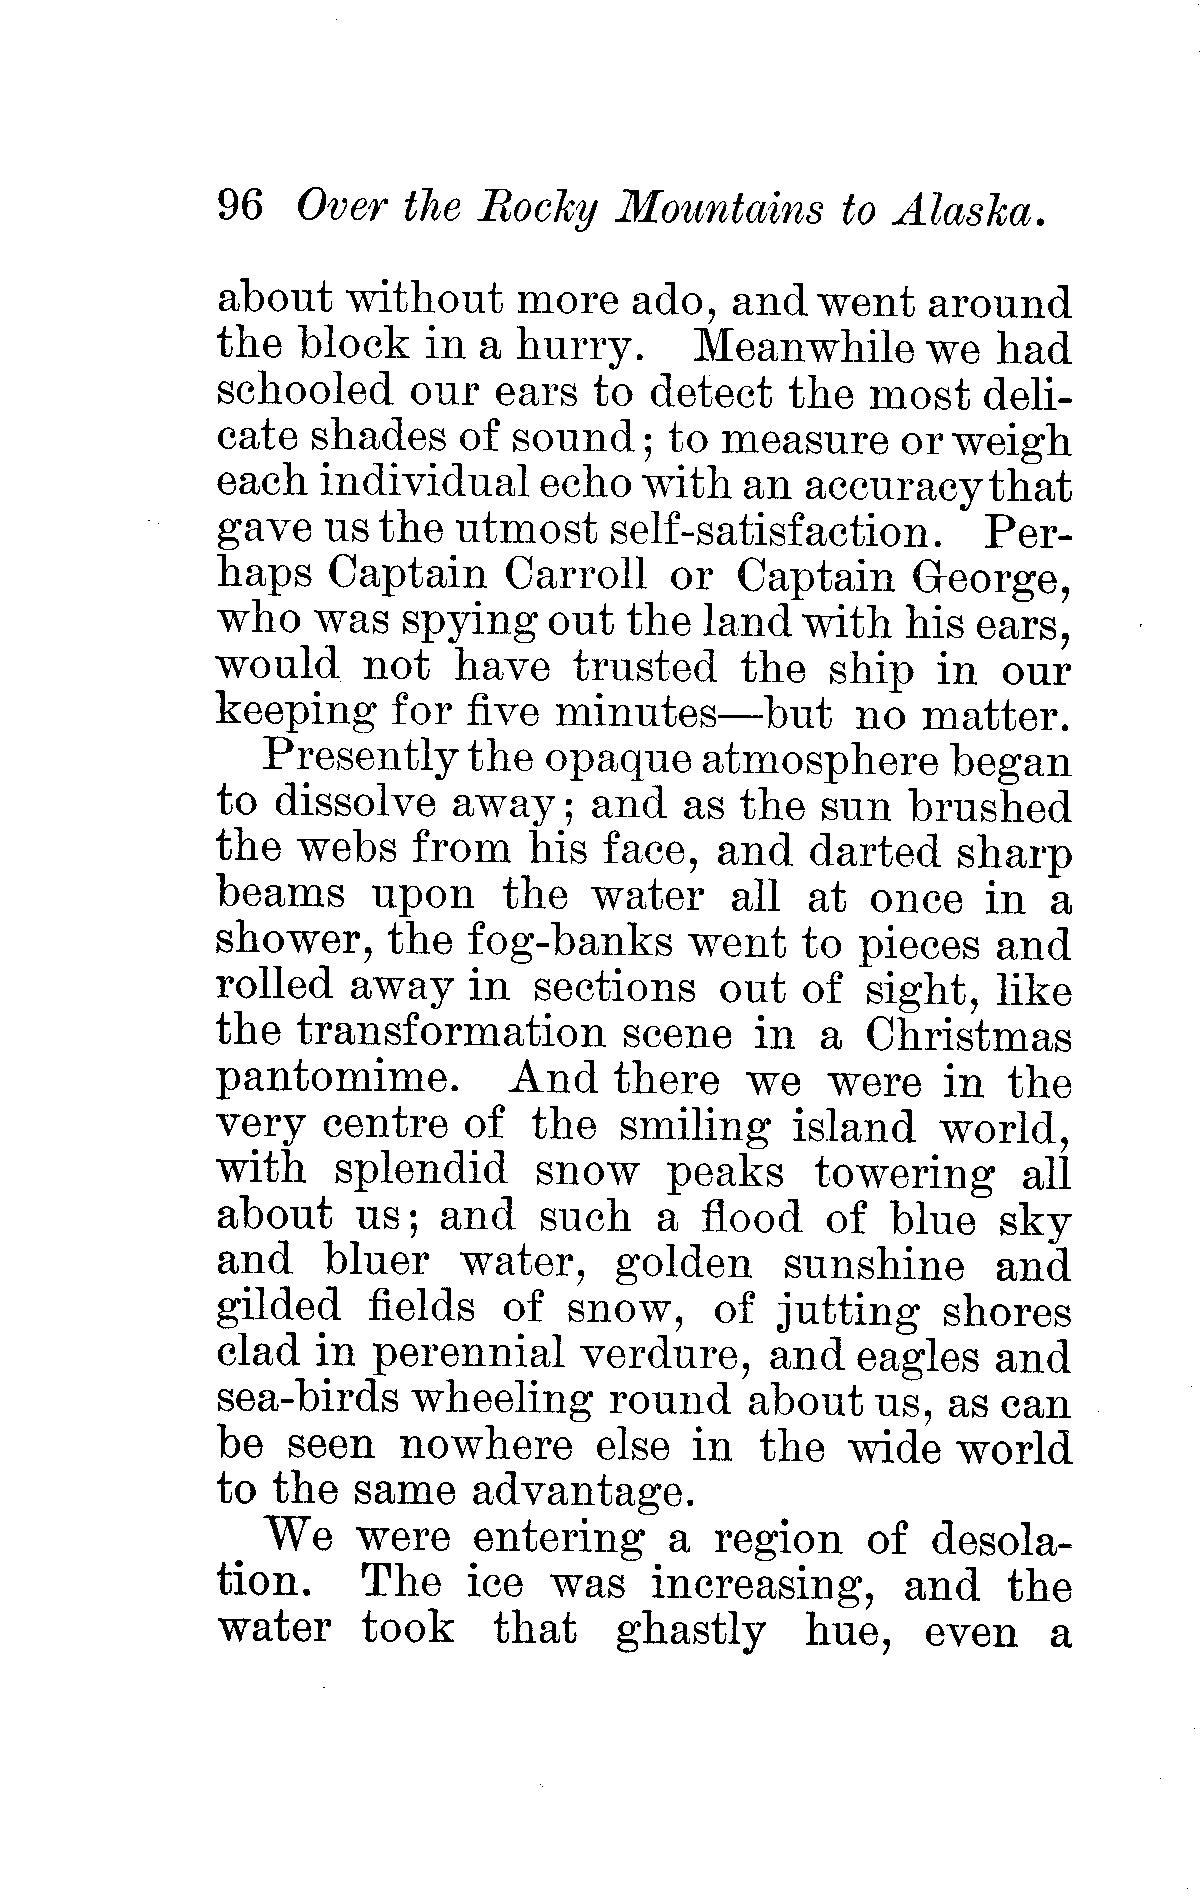 96 Over the Rocky Mountains to Alaska.
about without more ado, and went around
the block in a hurry. Meanwhile we had
schooled our ears to detect the most deli-
cate shades of sound; to measure or weigh
each individual echo with an accuracy that
gave us the utmost self-satisfaction. Per-
haps Captain Carroll or Captain George,
who was spying out the land with his ears,
would not have trusted the ship in our
keeping for five minutes—but no matter.
Presently the opaque atmosphere began
to dissolve away; and as the sun brushed
the webs from his face, and darted sharp
beams upon the water all at once in a
shower, the fog-banks went to pieces and
rolled away in sections out of sight, like
the transformation scene in a Christmas
pantomime. And there we were in the
very centre of the smiling island world,
with splendid snow peaks towering all
about us; and such a flood of blue sky
and bluer water, golden sunshine and
gilded fields of snow, of jutting shores
clad in perennial verdure, and eagles and
sea-birds wheeling round about us, as can
be seen nowhere else in the wide world
to the same advantage.
We were entering a region of desola-
tion. The ice was increasing, and the
water took that ghastly hue, even a